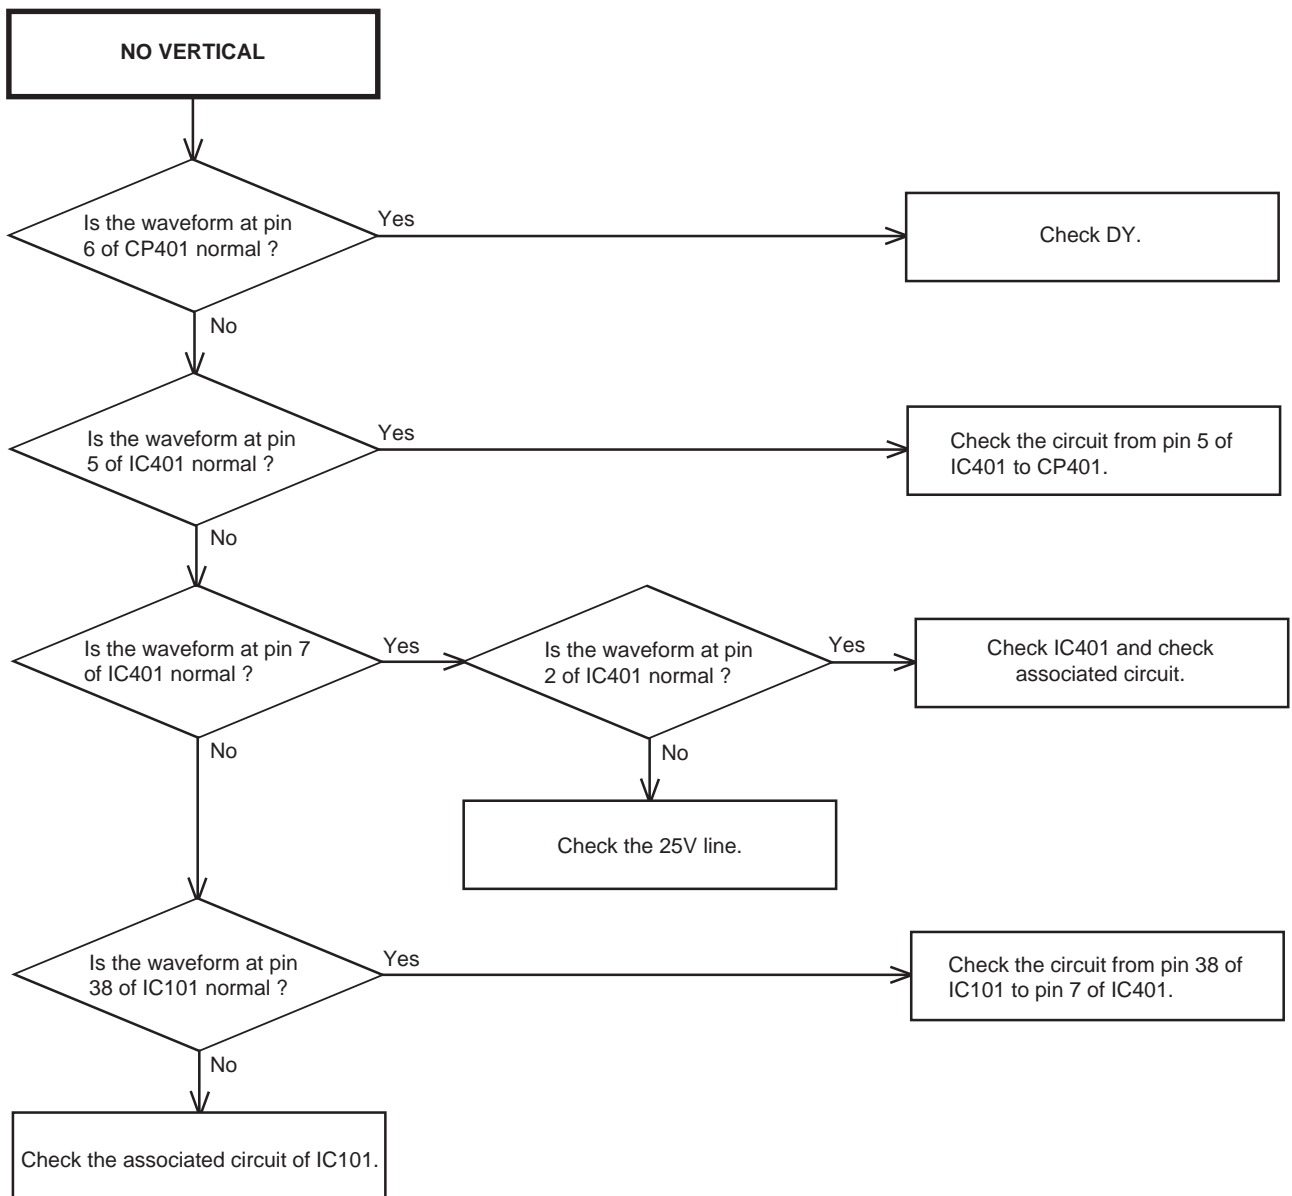 NO VERTICAL
Is the waveform at pin
6 of CP401 normal ?
Yes
Check DY.
No
Is the waveform at pin
5 of IC401 normal ?
Yes
Check the circuit from pin 5 of
IC401 to CP401.
No
Is the waveform at pin 7
of IC401 normal ?
Yes
Is the waveform at pin
2 of IC401 normal ?
Yes
Check IC401 and check
associated circuit.
No
No
Check the 25V line.
Is the waveform at pin
38 of IC101 normal ?
Yes
Check the circuit from pin 38 of
IC101 to pin 7 of IC401.
No
Check the associated circuit of IC101.